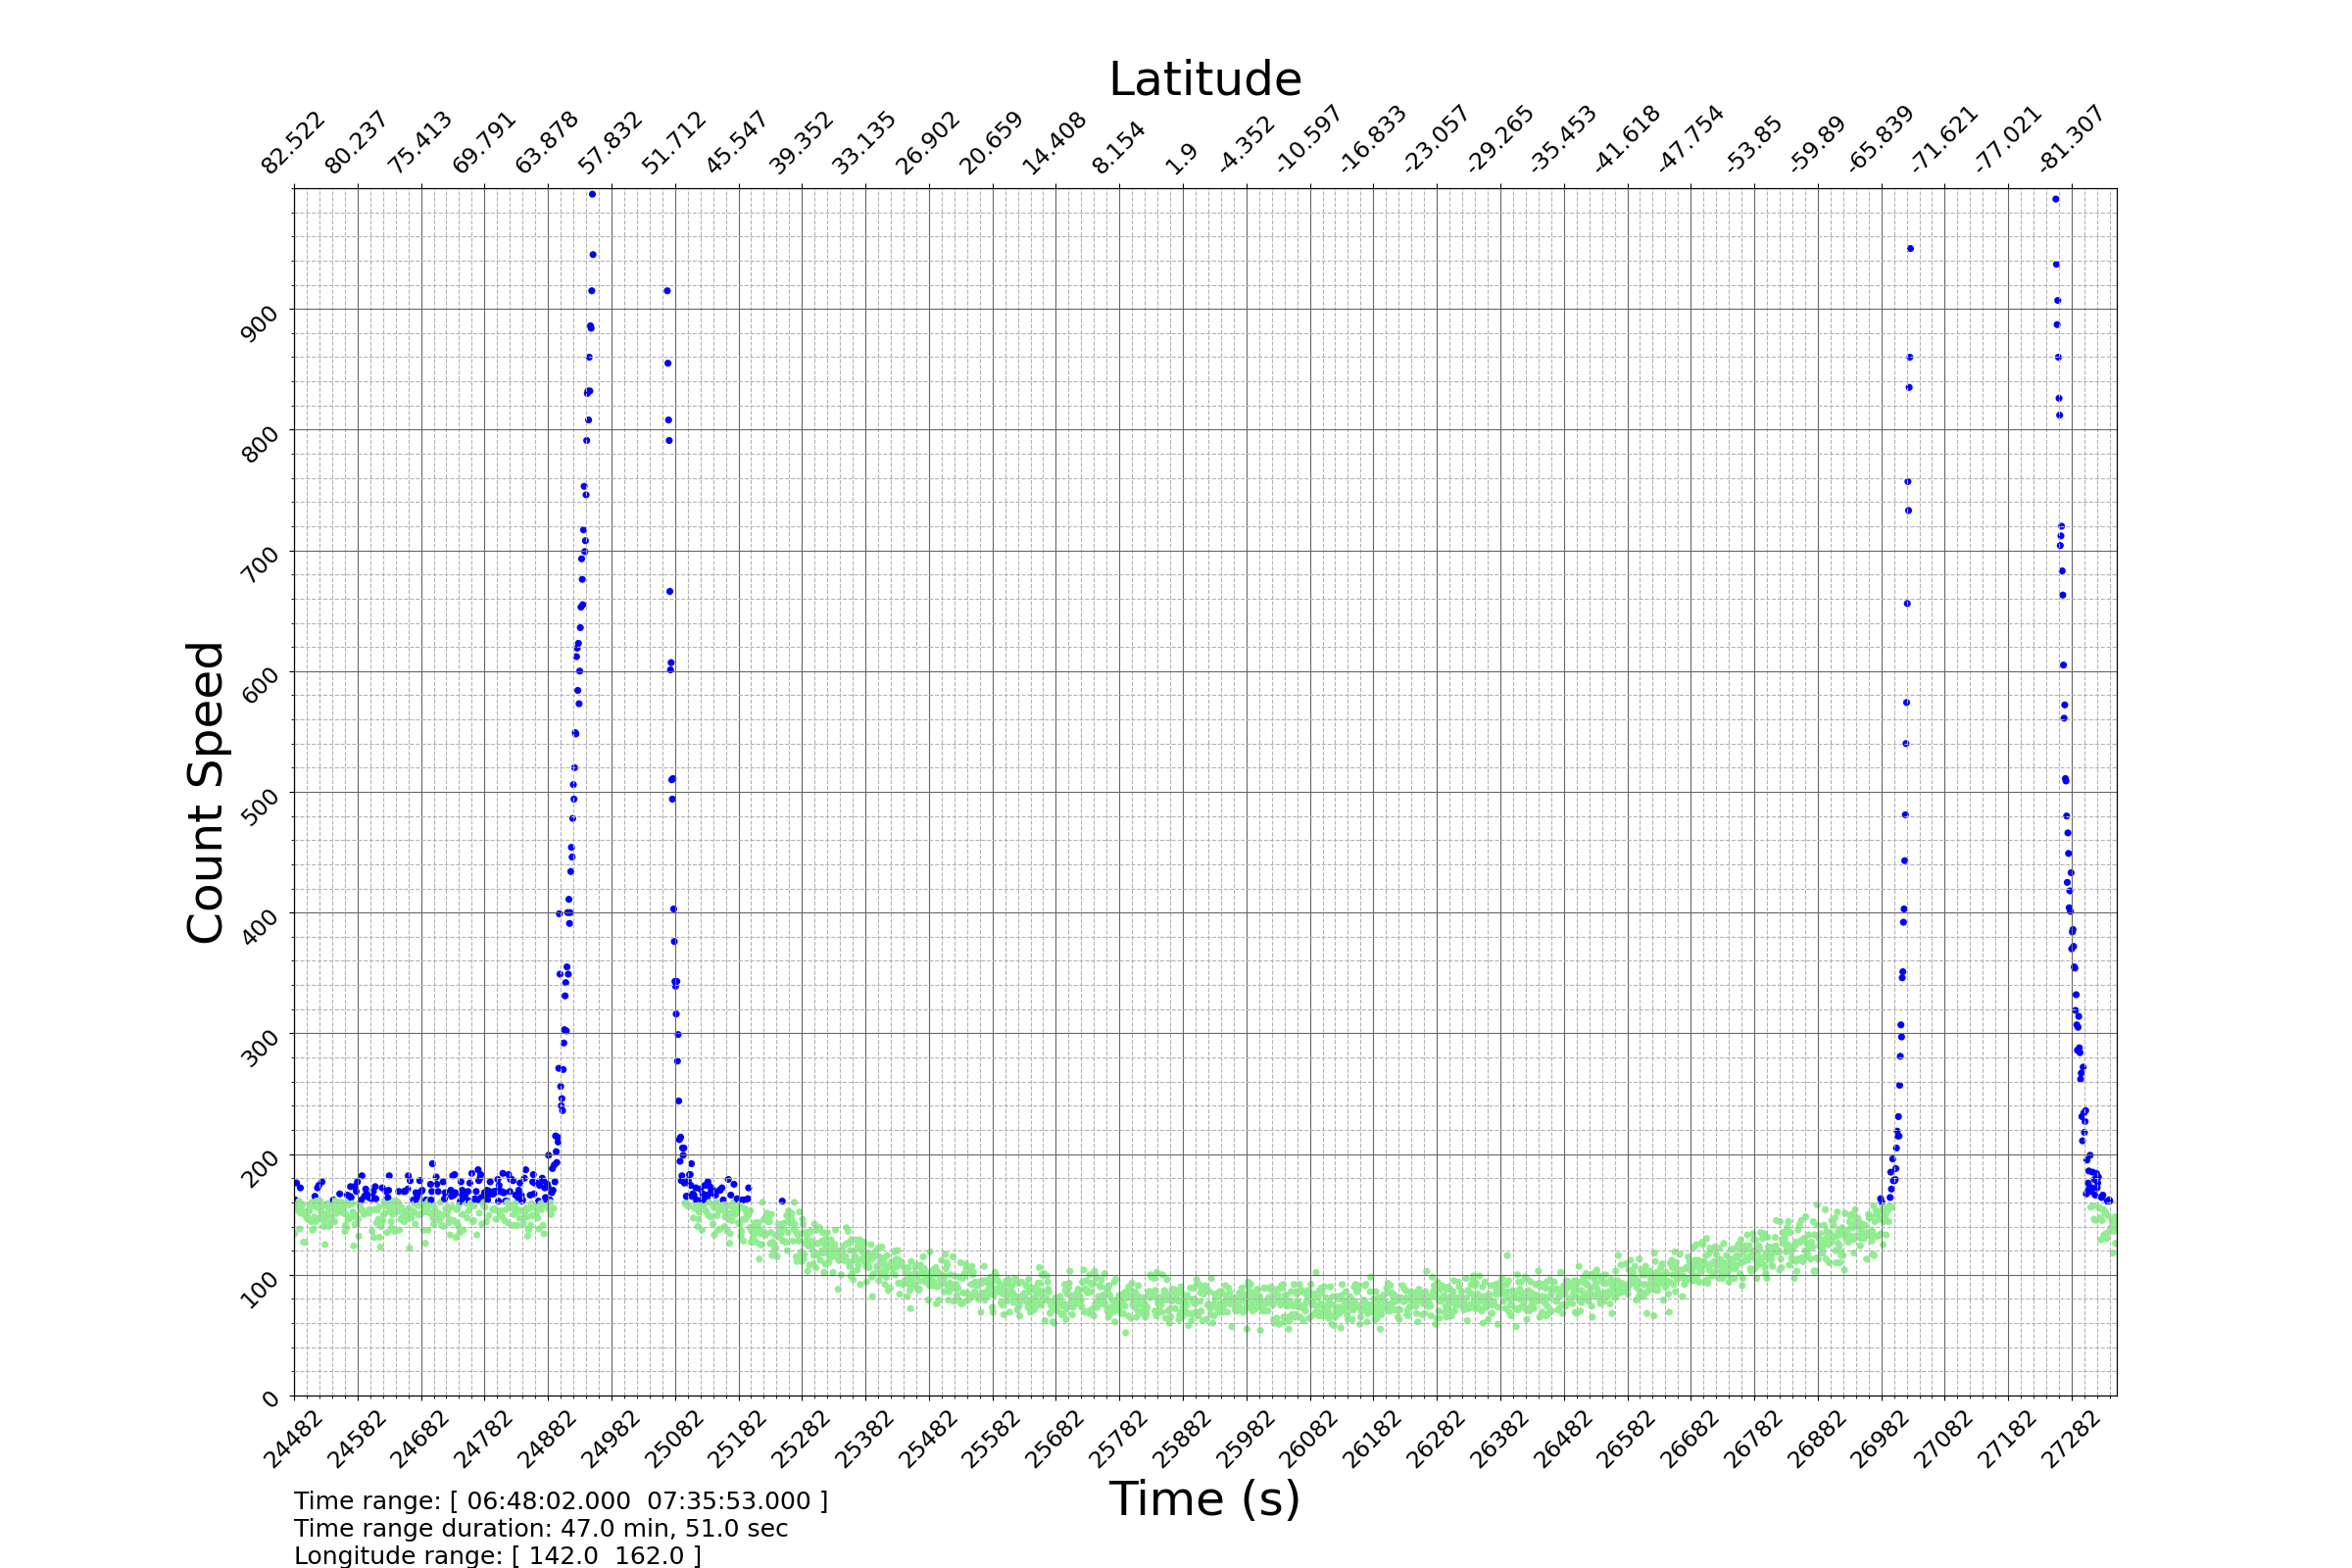 Latitude
82.522 80.237 75.413 69.791 63.878 57.832 51.712 45.547 39.352 33.135 26.902 20.659 14.408 8.154 1.9 -4.352 -10.597 -16.833 -23.057 -29.265 -35.453 -41.618 -47.754 -53.85 -59.89 -65.839 -71.621 -77.021 -81.307
900
800
700
600
500
400
300
200
100
0
Count Speed
24482 24582 24682 24782 24882 24982 25082 25182 25282 25382 25482 25582 25682 25782 25882 25982 26082 26182 26282 26382 26482 26582 26682 26782 26882 26982 27082 27182 27282
Time (s)
Time range: [ 06:48:02.000  07:35:53.000 ]
Time range duration: 47.0 min, 51.0 sec
Longitude range: [ 142.0  162.0 ]